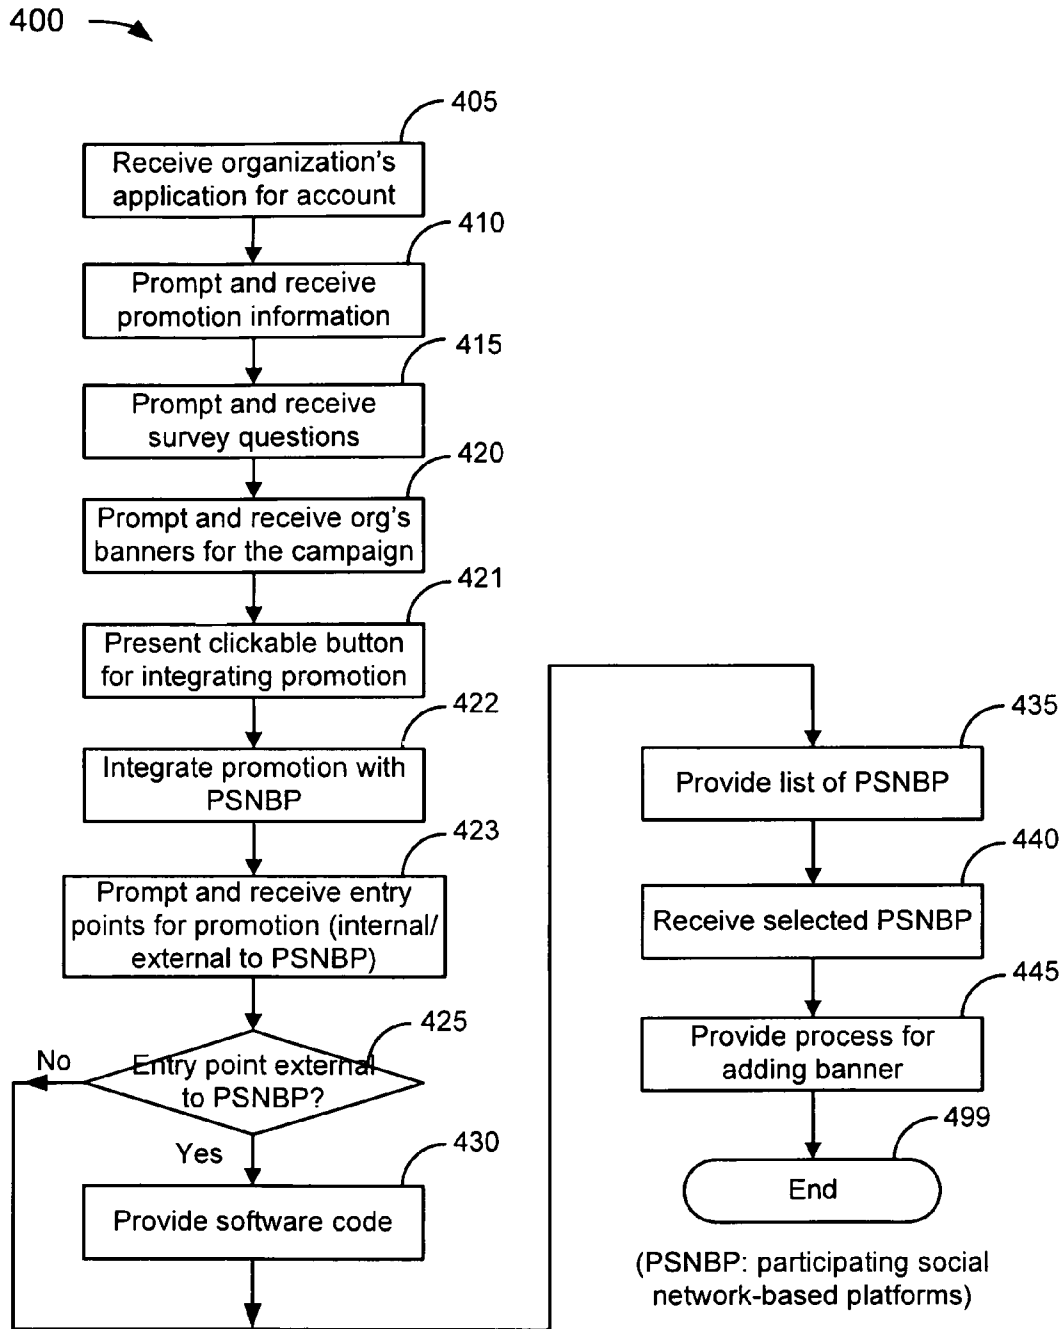 400
405
Receive organization's
application for account
410
Prompt and receive
promotion information
415
Prompt and receive
survey questions
420
Prompt and receive org's
banners for the campaign
421
Present clickable button
for integrating promotion
422
Integrate promotion with
PSNBP
423
Prompt and receive entry
points for promotion (internal/
external to PSNBP)
425
No
Entry point external
to PSNBP?
Yes
430
Provide software code
435
Provide list of PSNBP
440
Receive selected PSNBP
445
Provide process for
adding banner
499
End
(PSNBP: participating social
network-based platforms)